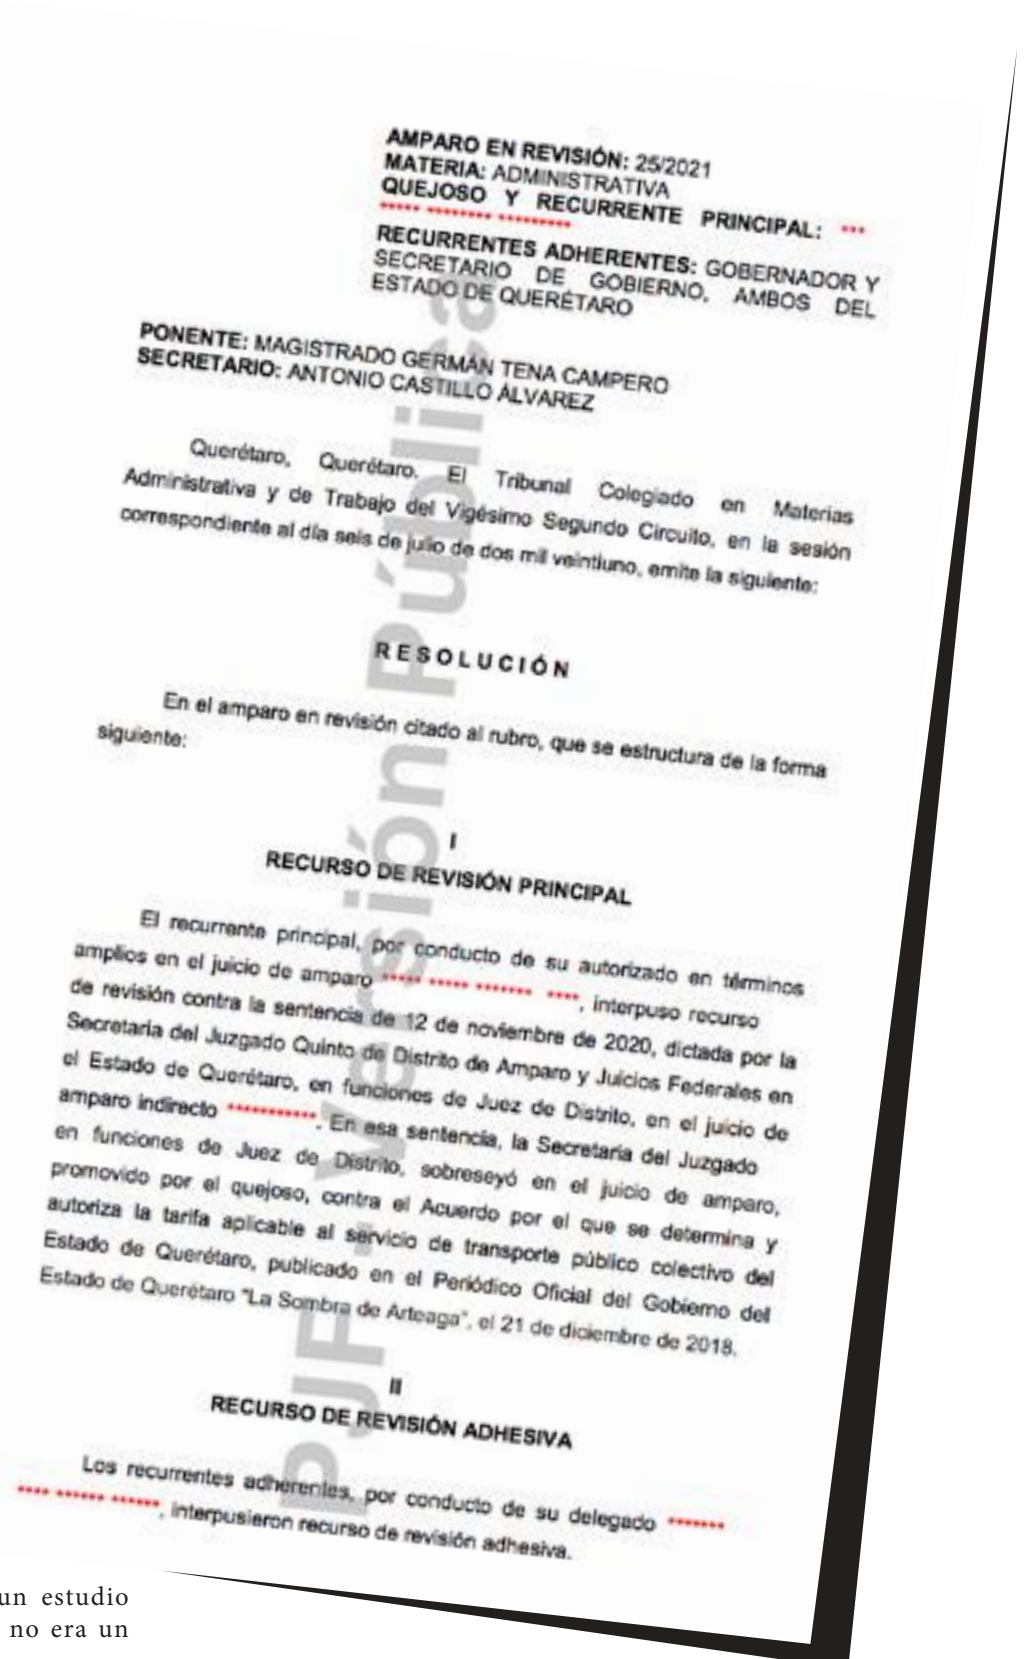 AMPARO EN REVISIÓN: 25/2021
MATERIA: ADMINISTRATIVA
QUEJOSO Y RECURRENTE PRINCIPAL: ***
***** ******** *********
RECURRENTES ADHERENTES: GOBERNADOR Y
SECRETARIO DE GOBIERNO, AMBOS DEL
ESTADO DE QUERÉTARO
PONENTE: MAGISTRADO GERMÁN TENA CAMPERO
SECRETARIO: ANTONIO CASTILLO ÁLVAREZ
Querétaro, Querétaro. El Tribunal Colegiado en Materias
Administrativa y de Trabajo del Vigésimo Segundo Circuito, en la sesión
correspondiente al día seis de julio de dos mil veintiuno, emite la siguiente:
RESOLUCIÓN
En el amparo en revisión citado al rubro, que se estructura de la forma
siguiente:
I
RECURSO DE REVISIÓN PRINCIPAL
El recurrente principal, por conducto de su autorizado en términos
amplios en el juicio de amparo ***** ***** ******* ****, interpuso recurso
de revisión contra la sentencia de 12 de noviembre de 2020, dictada por la
Secretaria del Juzgado Quinto de Distrito de Amparo y Juicios Federales en
el Estado de Querétaro, en funciones de Juez de Distrito, en el juicio de
amparo indirecto ***********. En esa sentencia, la Secretaria del Juzgado
en funciones de Juez de Distrito, sobreseyó en el juicio de amparo,
promovido por el quejoso, contra el Acuerdo por el que se determina y
autoriza la tarifa aplicable al servicio de transporte público colectivo del
Estado de Querétaro, publicado en el Periódico Oficial del Gobierno del
Estado de Querétaro "La Sombra de Arteaga", el 21 de diciembre de 2018.
II
RECURSO DE REVISIÓN ADHESIVA
Los recurrentes adherentes, por conducto de su delegado *******
**** ****** ******, interpusieron recurso de revisión adhesiva.
PJF - Versión Pública
un estudio
no era un